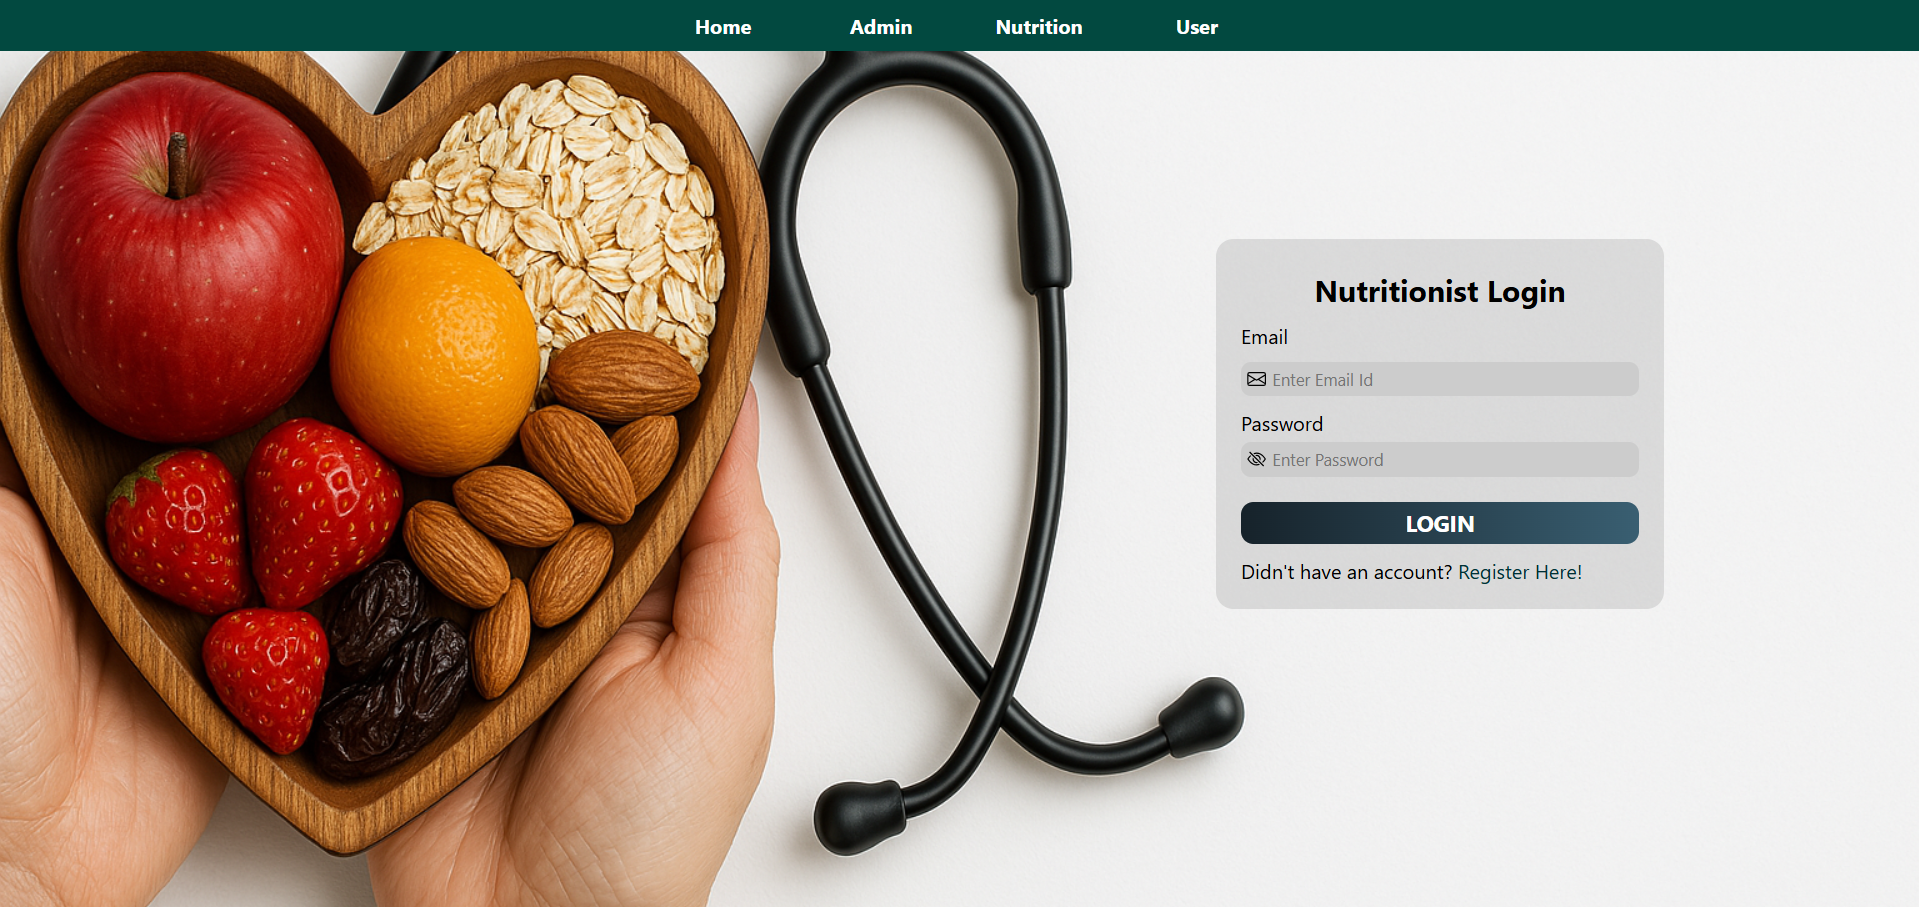 Home Admin Nutrition User
Nutritionist Login
Email
Enter Email Id
Password
Enter Password
LOGIN
Didn't have an account? Register Here!